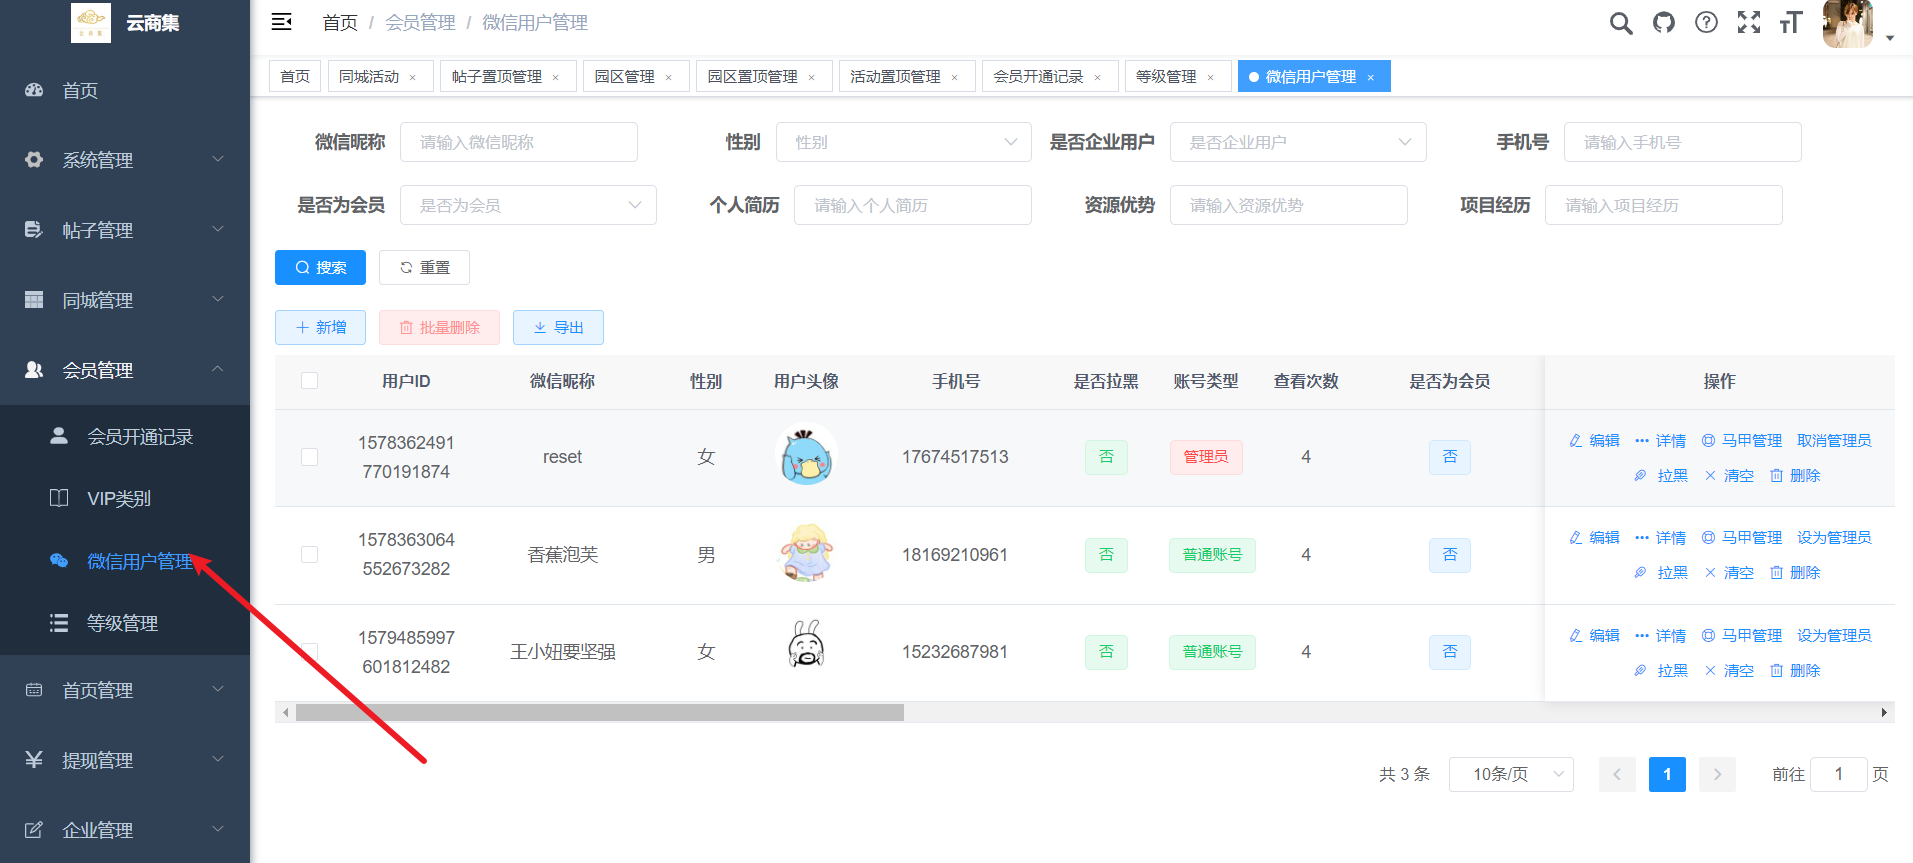 云商集
首页 / 会员管理 / 微信用户管理
首页
同城活动 ×
帖子置顶管理 ×
园区管理 ×
园区置顶管理 ×
活动置顶管理 ×
会员开通记录 ×
等级管理 ×
微信用户管理 ×
首页
系统管理
帖子管理
同城管理
会员管理
会员开通记录
VIP类别
微信用户管理
等级管理
首页管理
提现管理
企业管理
微信昵称 请输入微信昵称
性别 性别
是否企业用户 是否企业用户
手机号 请输入手机号
是否为会员 是否为会员
个人简历 请输入个人简历
资源优势 请输入资源优势
项目经历 请输入项目经历
搜索 重置
新增 批量删除 导出
用户ID 微信昵称 性别 用户头像 手机号 是否拉黑 账号类型 查看次数 是否为会员 操作
1578362491
770191874
reset 女 17674517513 否 管理员 4 否
编辑 详情 马甲管理 取消管理员
拉黑 清空 删除
1578363064
552673282
香蕉泡芙 男 18169210961 否 普通账号 4 否
编辑 详情 马甲管理 设为管理员
拉黑 清空 删除
1579485997
601812482
王小妞要坚强 女 15232687981 否 普通账号 4 否
编辑 详情 马甲管理 设为管理员
拉黑 清空 删除
共 3 条 10条/页 1 前往 1 页